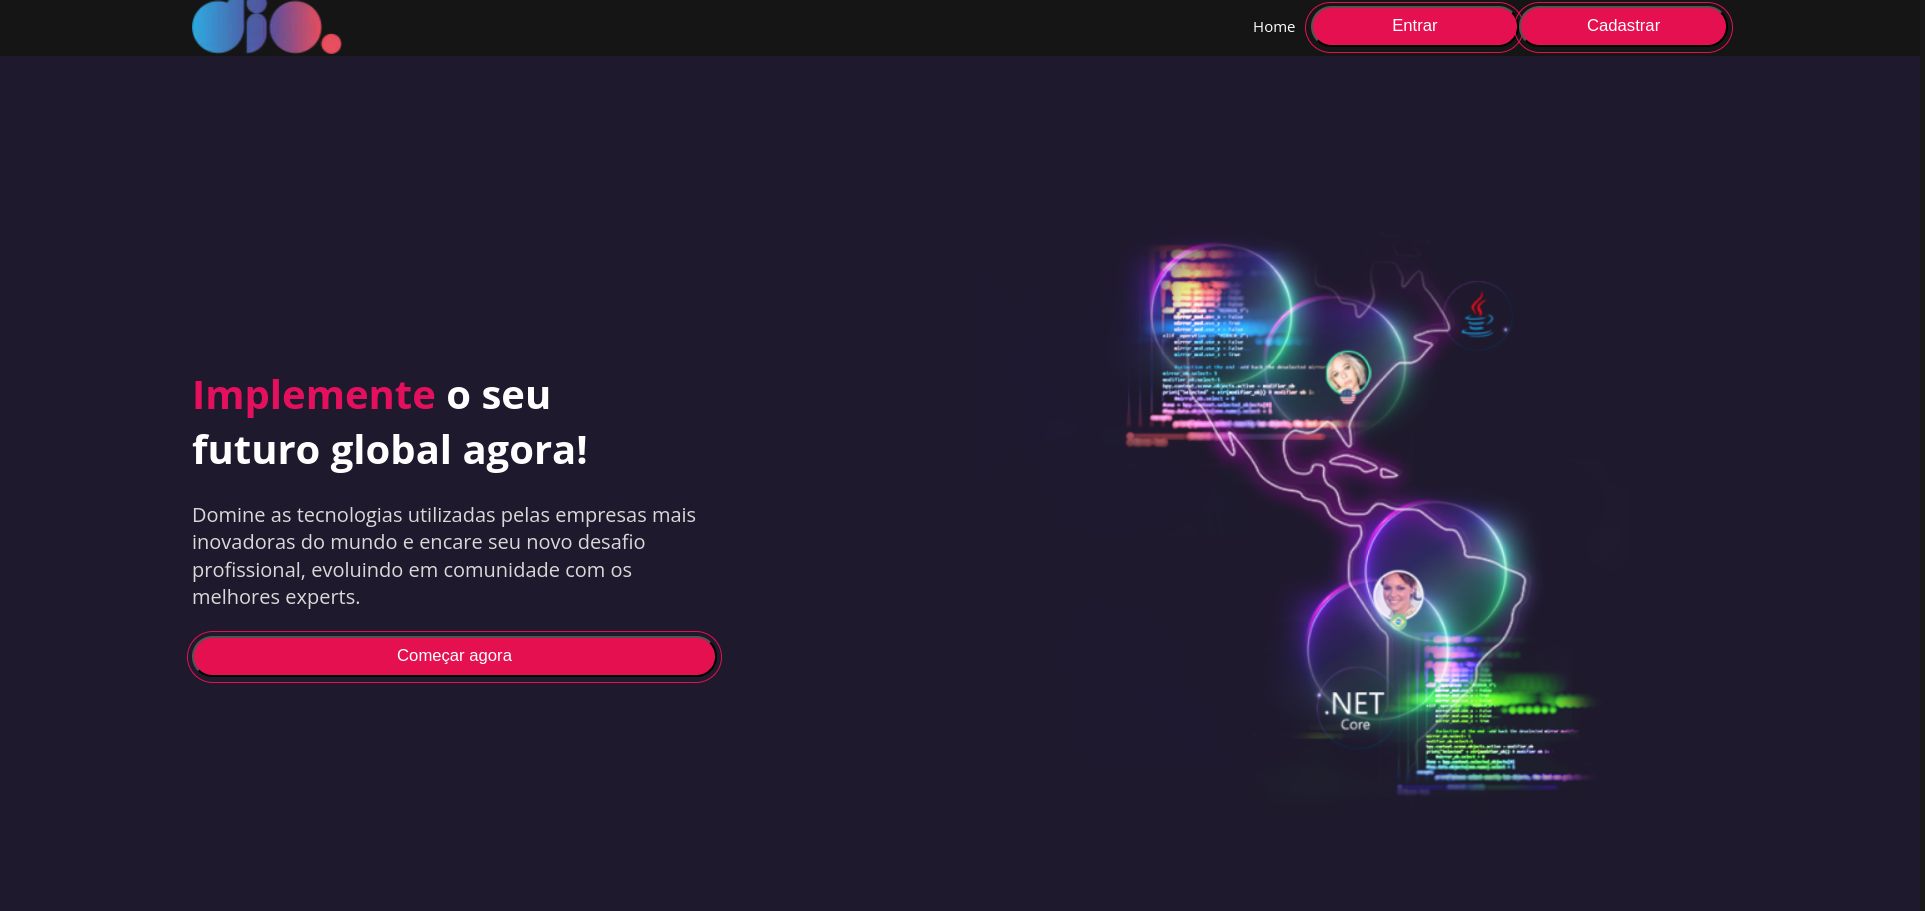 dio.
Home
Entrar
Cadastrar
Implemente o seu
futuro global agora!
Domine as tecnologias utilizadas pelas empresas mais
inovadoras do mundo e encare seu novo desafio
profissional, evoluindo em comunidade com os
melhores experts.
Começar agora
.NET
Core